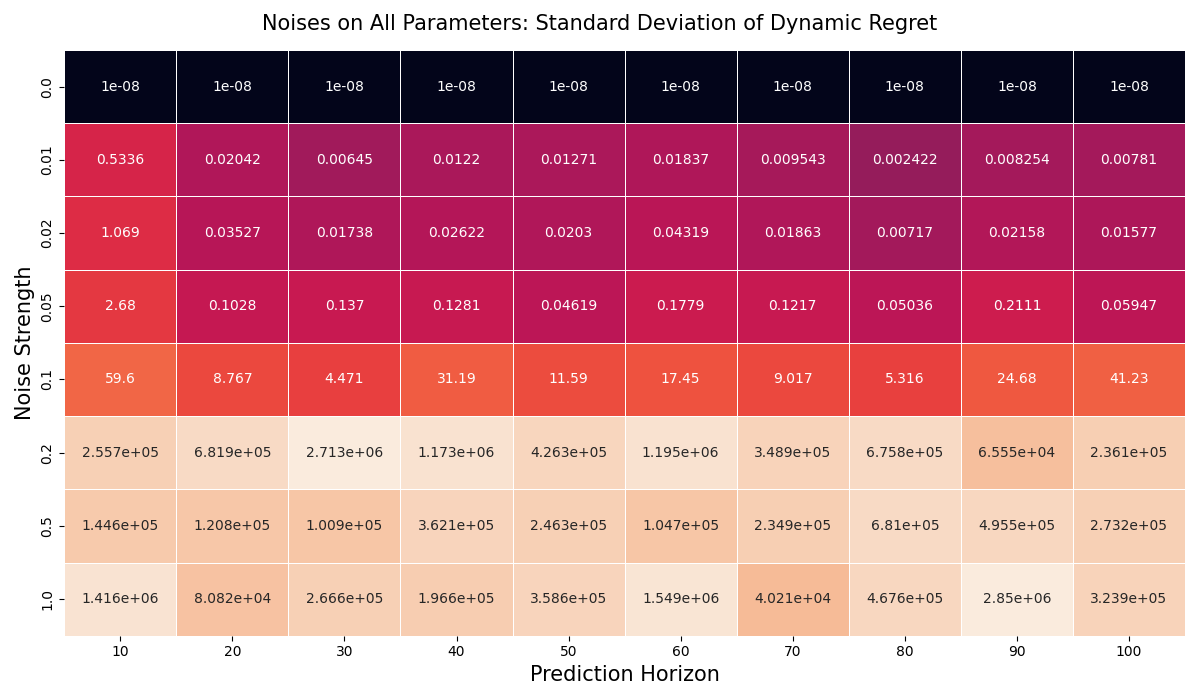 Noises on All Parameters: Standard Deviation of Dynamic Regret
0.0 1e-08 1e-08 1e-08 1e-08 1e-08 1e-08 1e-08 1e-08 1e-08 1e-08
0.01 0.5336 0.02042 0.00645 0.0122 0.01271 0.01837 0.009543 0.002422 0.008254 0.00781
0.02 1.069 0.03527 0.01738 0.02622 0.0203 0.04319 0.01863 0.00717 0.02158 0.01577
0.05 2.68 0.1028 0.137 0.1281 0.04619 0.1779 0.1217 0.05036 0.2111 0.05947
0.1 59.6 8.767 4.471 31.19 11.59 17.45 9.017 5.316 24.68 41.23
0.2 2.557e+05 6.819e+05 2.713e+06 1.173e+06 4.263e+05 1.195e+06 3.489e+05 6.758e+05 6.555e+04 2.361e+05
0.5 1.446e+05 1.208e+05 1.009e+05 3.621e+05 2.463e+05 1.047e+05 2.349e+05 6.81e+05 4.955e+05 2.732e+05
1.0 1.416e+06 8.082e+04 2.666e+05 1.966e+05 3.586e+05 1.549e+06 4.021e+04 4.676e+05 2.85e+06 3.239e+05
10 20 30 40 50 60 70 80 90 100
Noise Strength
Prediction Horizon